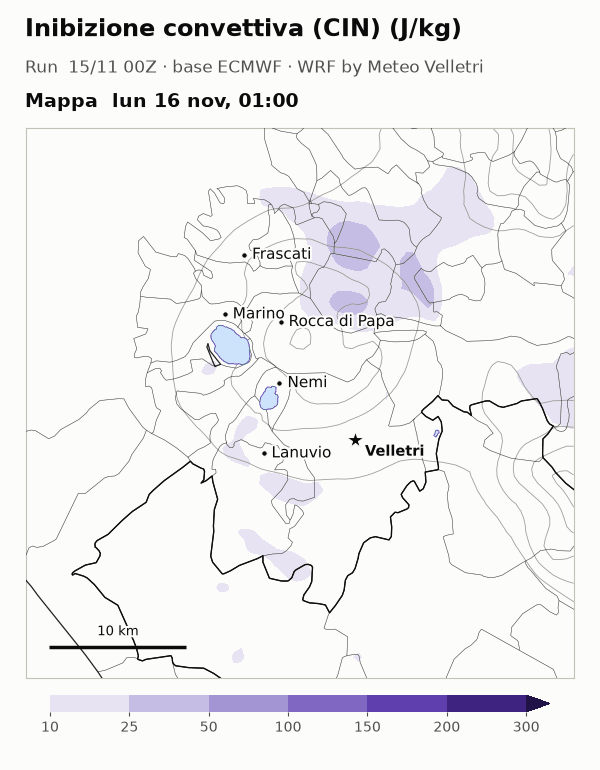 Inibizione convettiva (CIN) (J/kg)
Run 15/11 00Z · base ECMWF · WRF by Meteo Velletri
Mappa lun 16 nov, 01:00
Frascati
Marino
Rocca di Papa
Nemi
Velletri
Lanuvio
10 km
10 25 50 100 150 200 300